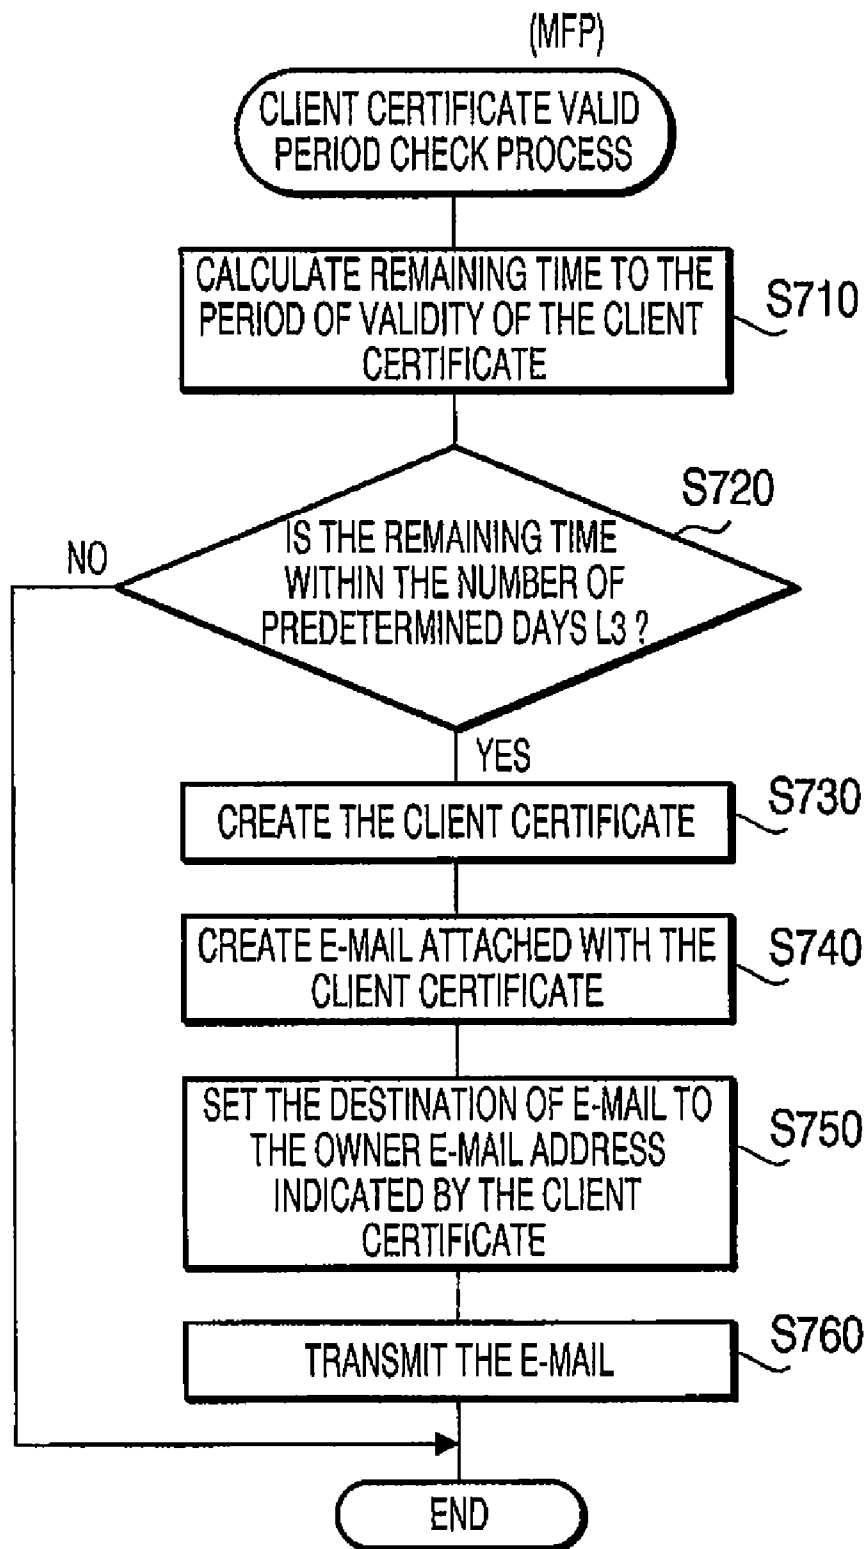 (MFP)
CLIENT CERTIFICATE VALID
PERIOD CHECK PROCESS
CALCULATE REMAINING TIME TO THE
PERIOD OF VALIDITY OF THE CLIENT
CERTIFICATE
S710
S720
IS THE REMAINING TIME
WITHIN THE NUMBER OF
PREDETERMINED DAYS L3 ?
NO
YES
CREATE THE CLIENT CERTIFICATE
S730
CREATE E-MAIL ATTACHED WITH THE
CLIENT CERTIFICATE
S740
SET THE DESTINATION OF E-MAIL TO
THE OWNER E-MAIL ADDRESS
INDICATED BY THE CLIENT
CERTIFICATE
S750
TRANSMIT THE E-MAIL
S760
END